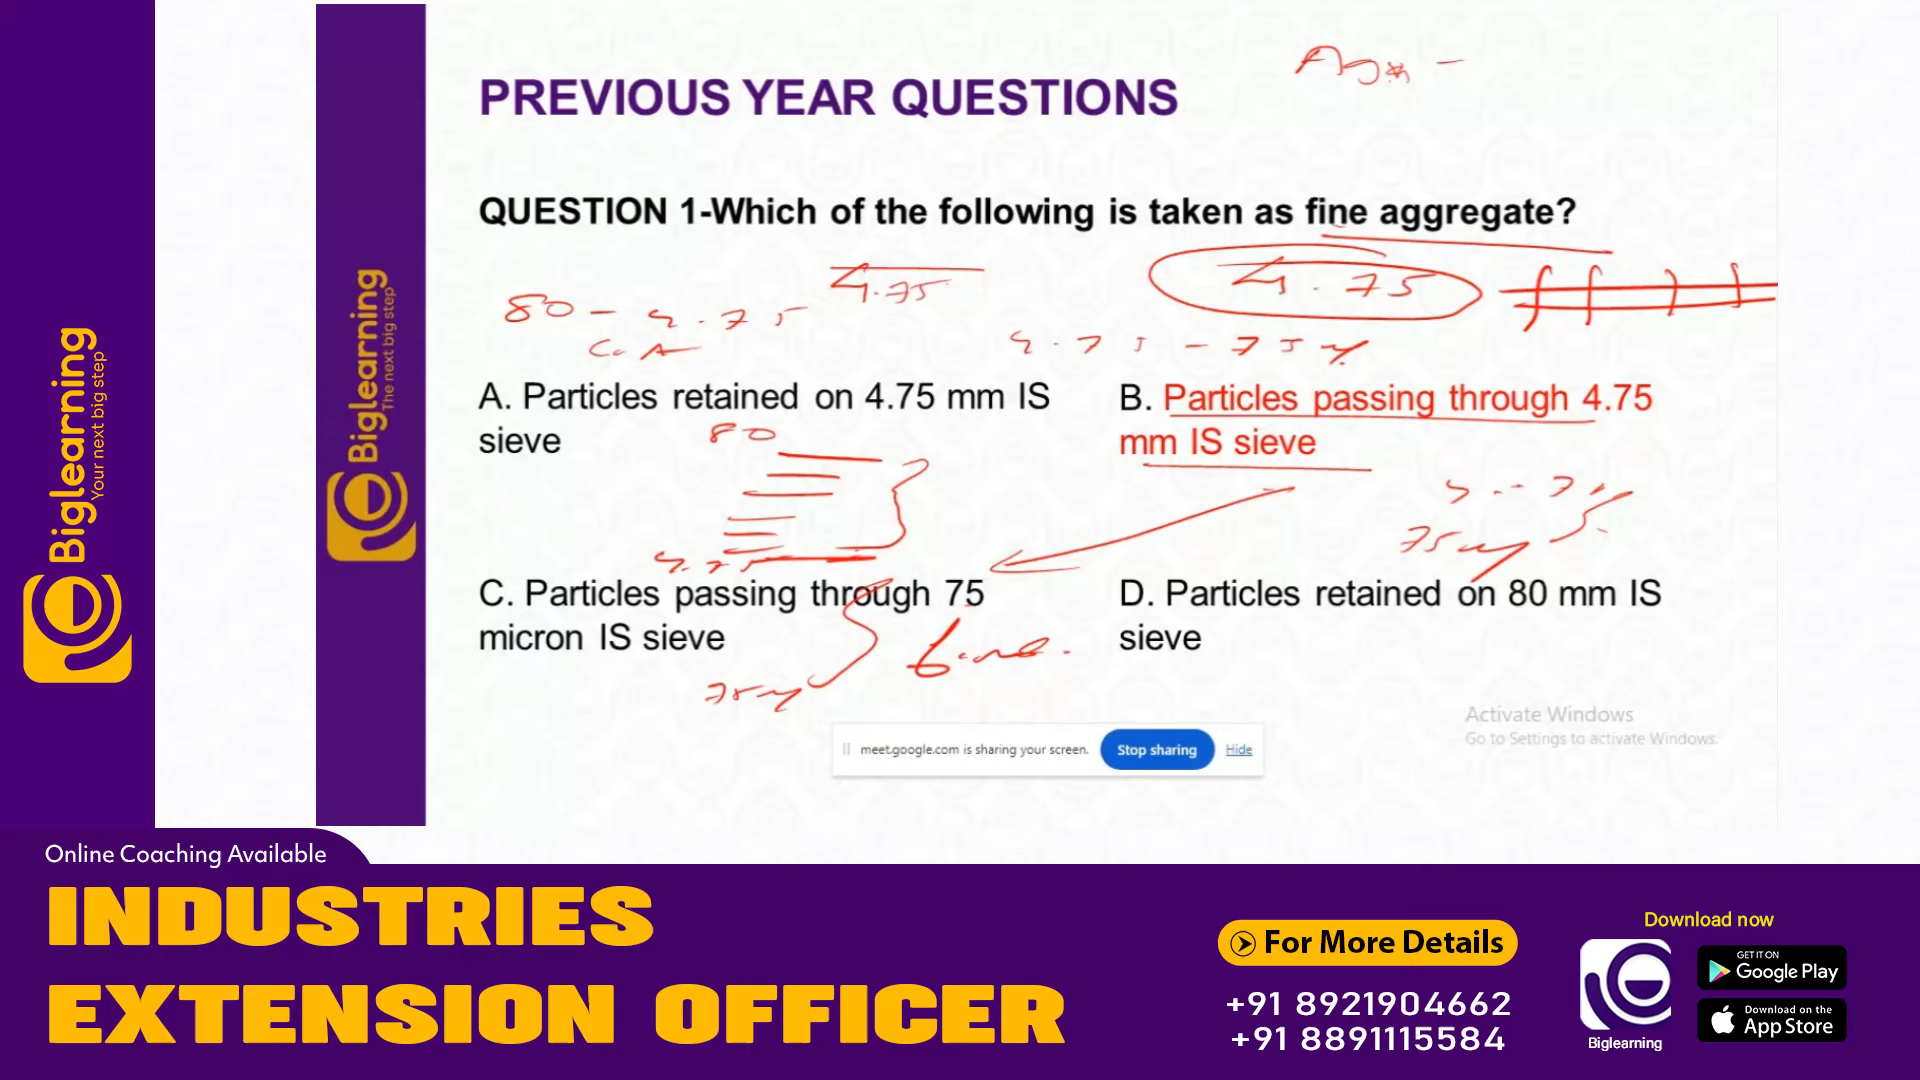 Biglearning
Your next big step
Biglearning
The next big step
PREVIOUS YEAR QUESTIONS
QUESTION 1-Which of the following is taken as fine aggregate?
4.75
4.75
80 - 4.75
C.A
4.75 - 75
A. Particles retained on 4.75 mm IS
sieve
B. Particles passing through 4.75
mm IS sieve
80
4.75
C. Particles passing through 75
micron IS sieve
D. Particles retained on 80 mm IS
sieve
fine.
Activate Windows
Go to Settings to activate Windows.
meet.google.com is sharing your screen.
Stop sharing
Hide
Online Coaching Available
INDUSTRIES
EXTENSION OFFICER
For More Details
+91 8921904662
+91 8891115584
Download now
Biglearning
GET IT ON
Google Play
Download on the
App Store